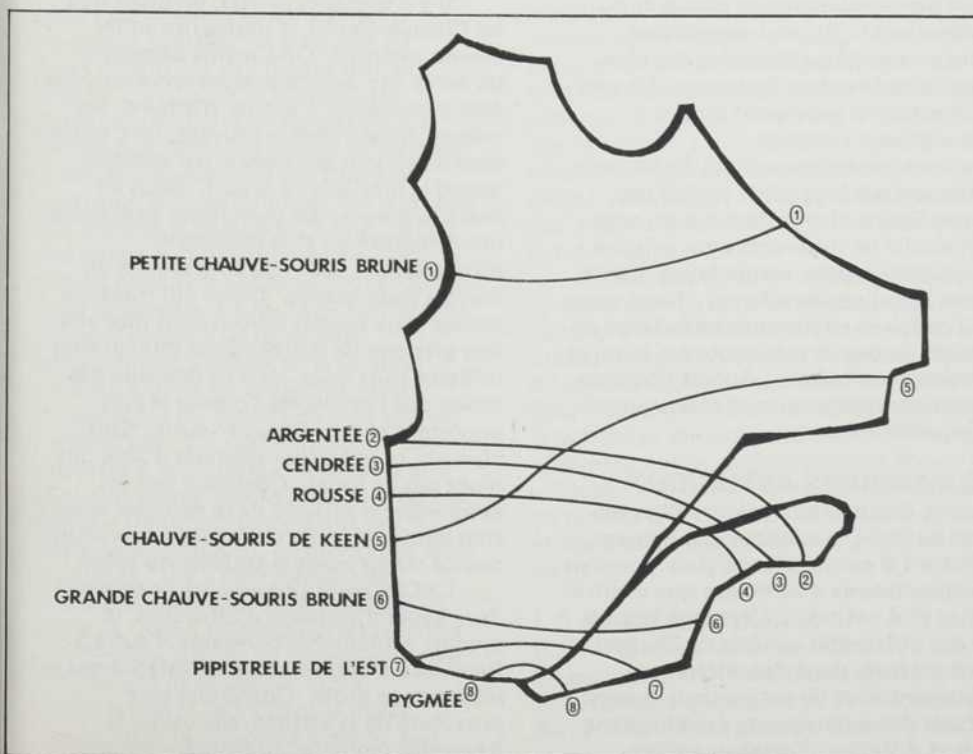 ①
PETITE CHAUVE-SOURIS BRUNE ①
⑤
ARGENTÉE ②
CENDRÉE ③
ROUSSE ④
CHAUVE-SOURIS DE KEEN ⑤
④ ③ ②
GRANDE CHAUVE-SOURIS BRUNE ⑥
⑥
PIPISTRELLE DE L'EST ⑦
⑦
PYGMÉE ⑧
⑧